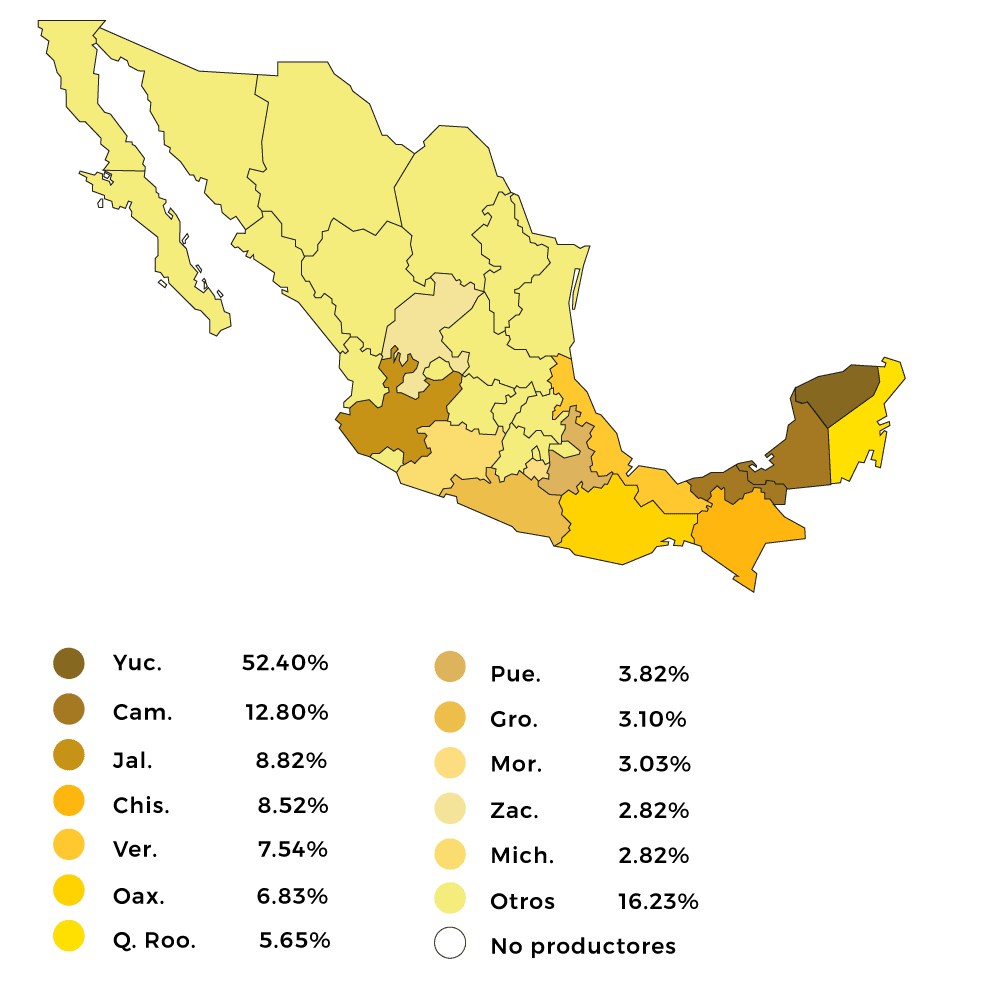 Yuc. 52.40%
Cam. 12.80%
Jal. 8.82%
Chis. 8.52%
Ver. 7.54%
Oax. 6.83%
Q. Roo. 5.65%
Pue. 3.82%
Gro. 3.10%
Mor. 3.03%
Zac. 2.82%
Mich. 2.82%
Otros 16.23%
No productores